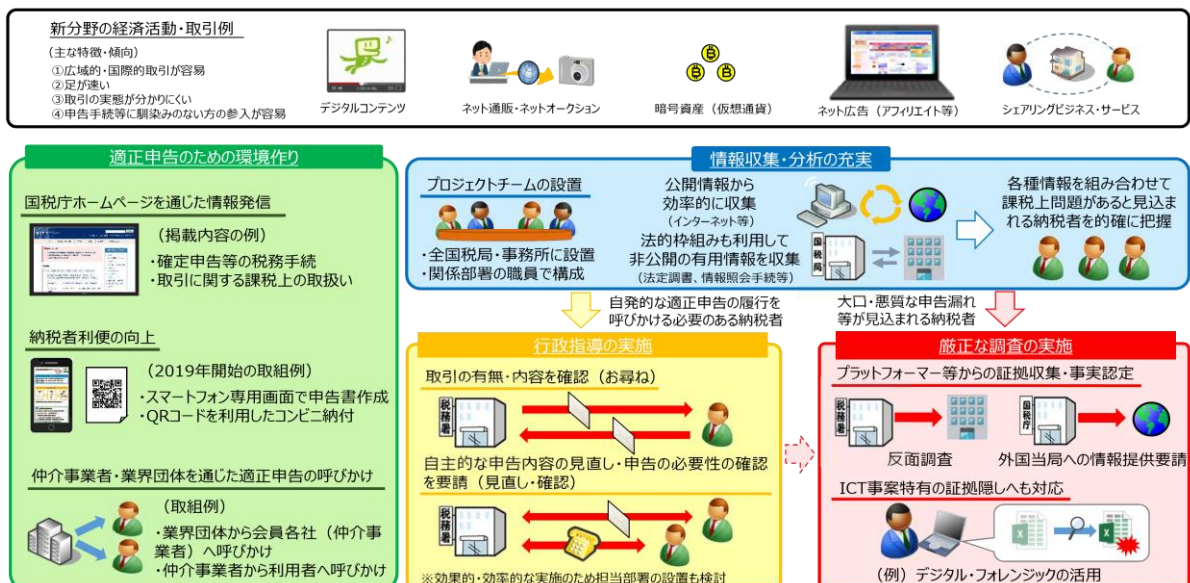 新分野の経済活動・取引例
(主な特徴・傾向)
①広域的・国際的取引が容易
②足が速い
③取引の実態が分かりにくい
④申告手続等に馴染みのない方の参入が容易
デジタルコンテンツ
ネット通販・ネットオークション
暗号資産(仮想通貨)
ネット広告(アフィリエイト等)
シェアリングビジネス・サービス
適正申告のための環境作り
国税庁ホームページを通じた情報発信
(掲載内容の例)
・確定申告等の税務手続
・取引に関する課税上の取扱い
納税者利便の向上
(2019年開始の取組例)
・スマートフォン専用画面で申告書作成
・QRコードを利用したコンビニ納付
仲介事業者・業界団体を通じた適正申告の呼びかけ
(取組例)
・業界団体から会員各社(仲介事
業者)へ呼びかけ
・仲介事業者から利用者へ呼びかけ
情報収集・分析の充実
プロジェクトチームの設置
・全国税局・事務所に設置
・関係部署の職員で構成
公開情報から
効率的に収集
(インターネット等)
法的枠組みも利用して
非公開の有用情報を収集
(法定調書、情報照会手続等)
国税局
各種情報を組み合わせて
課税上問題があると見込ま
れる納税者を的確に把握
自発的な適正申告の履行を
呼びかける必要のある納税者
大口・悪質な申告漏れ
等が見込まれる納税者
行政指導の実施
取引の有無・内容を確認(お尋ね)
税務署
自主的な申告内容の見直し・申告の必要性の確認
を要請(見直し・確認)
税務署
※効果的・効率的な実施のため担当部署の設置も検討
厳正な調査の実施
プラットフォーマー等からの証拠収集・事実認定
税務署
反面調査
国税庁
外国当局への情報提供要請
ICT事案特有の証拠隠しへも対応
(例)デジタル・フォレンジックの活用